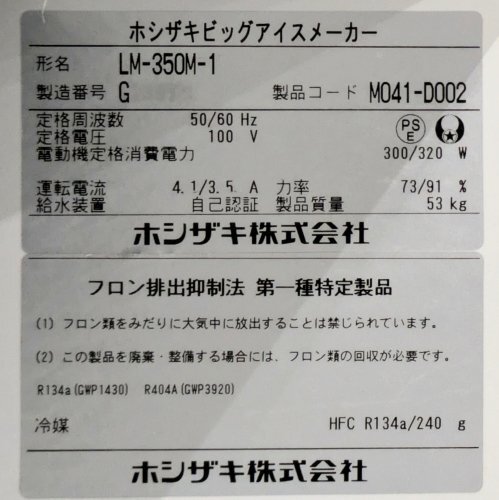 ホシザキビッグアイスメーカー
形名 LM-350M-1
製造番号 G 製品コード M041-D002
定格周波数 50/60 Hz
定格電圧 100 V
PS E
電動機定格消費電力 300/320 W
運転電流 4.1/3.5 A 力率 73/91 %
給水装置 自己認証 製品質量 53 kg
ホシザキ株式会社
フロン排出抑制法 第一種特定製品
(1) フロン類をみだりに大気中に放出することは禁じられています。
(2) この製品を廃棄・整備する場合には、フロン類の回収が必要です。
R134a(GWP1430) R404A(GWP3920)
冷媒 HFC R134a/240 g
ホシザキ株式会社